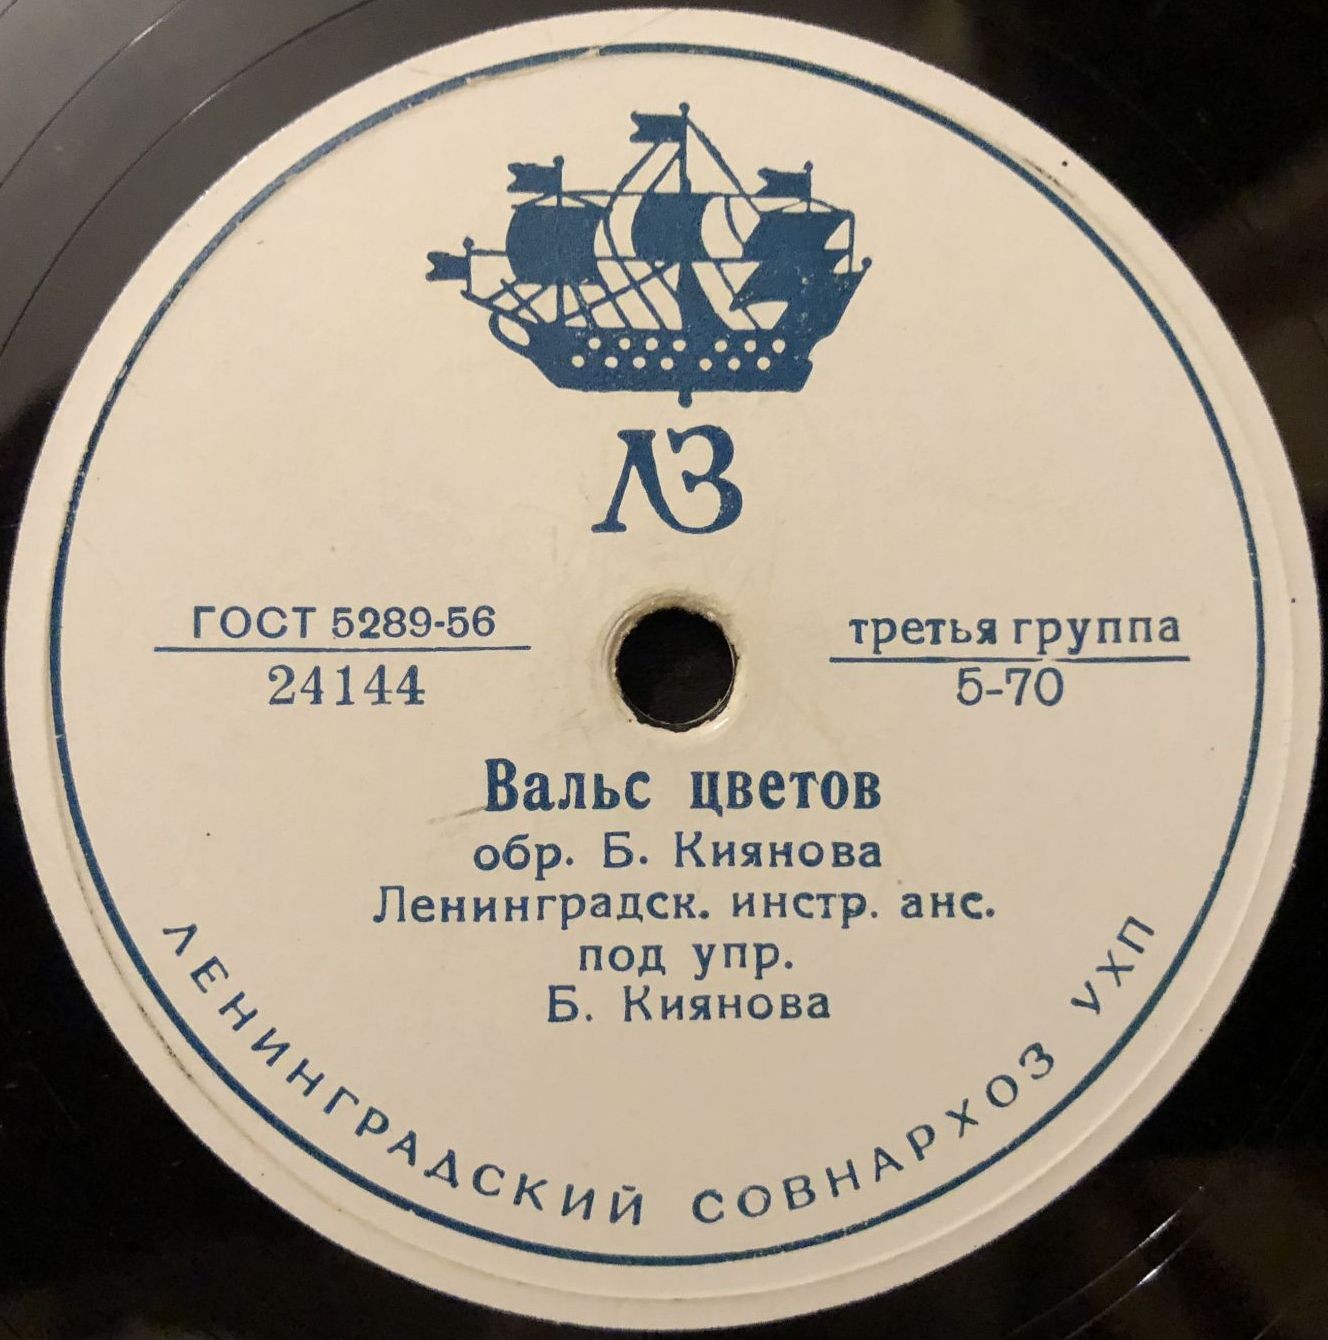 ЛЗ
ГОСТ 5289-56
24144
третья группа
5-70
Вальс цветов
обр. Б. Киянова
Ленинградск. инстр. анс.
под упр.
Б. Киянова
ЛЕНИНГРАДСКИЙ СОВНАРХОЗ УХП